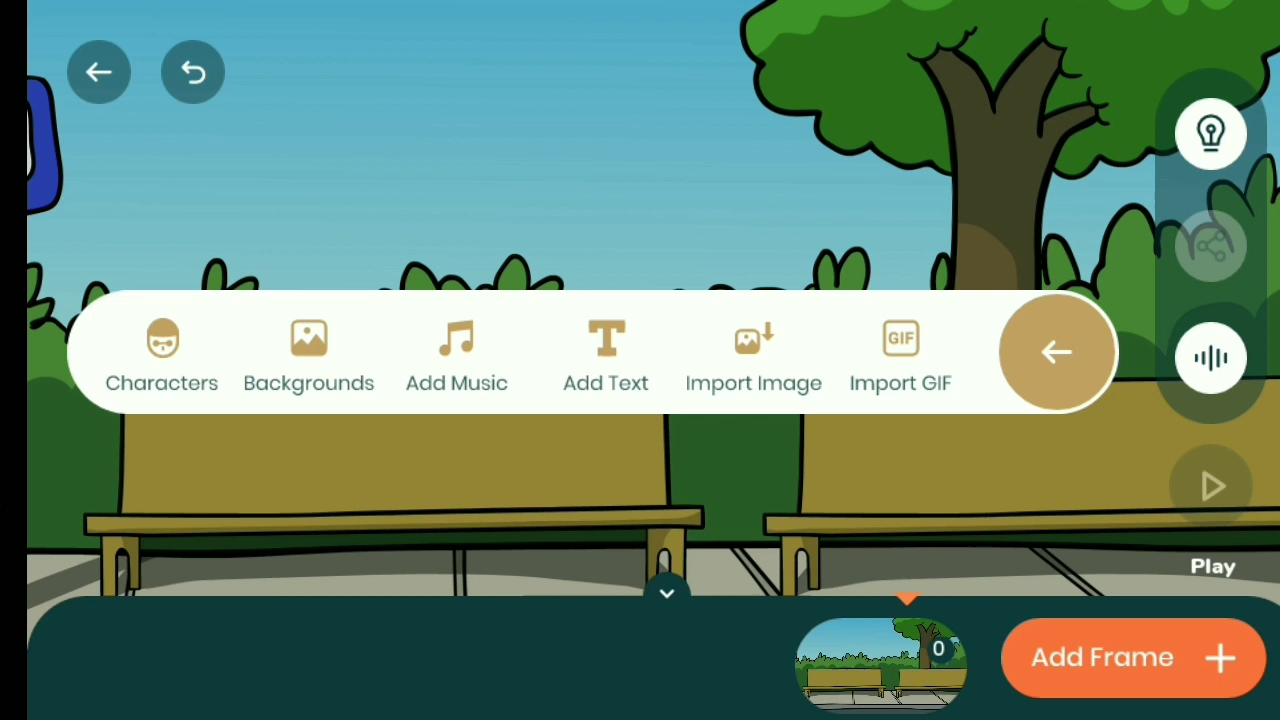 Characters
Backgrounds
Add Music
Add Text
Import Image
GIF
Import GIF
Play
0
Add Frame